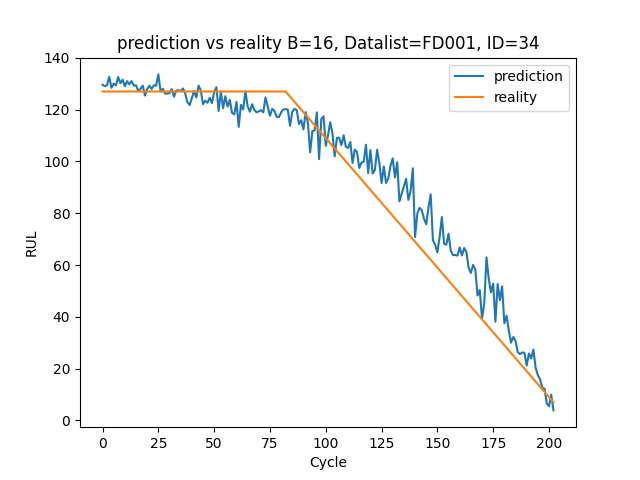 prediction vs reality B=16, Datalist=FD001, ID=34
prediction
reality
RUL
140
120
100
80
60
40
20
0
0 25 50 75 100 125 150 175 200
Cycle